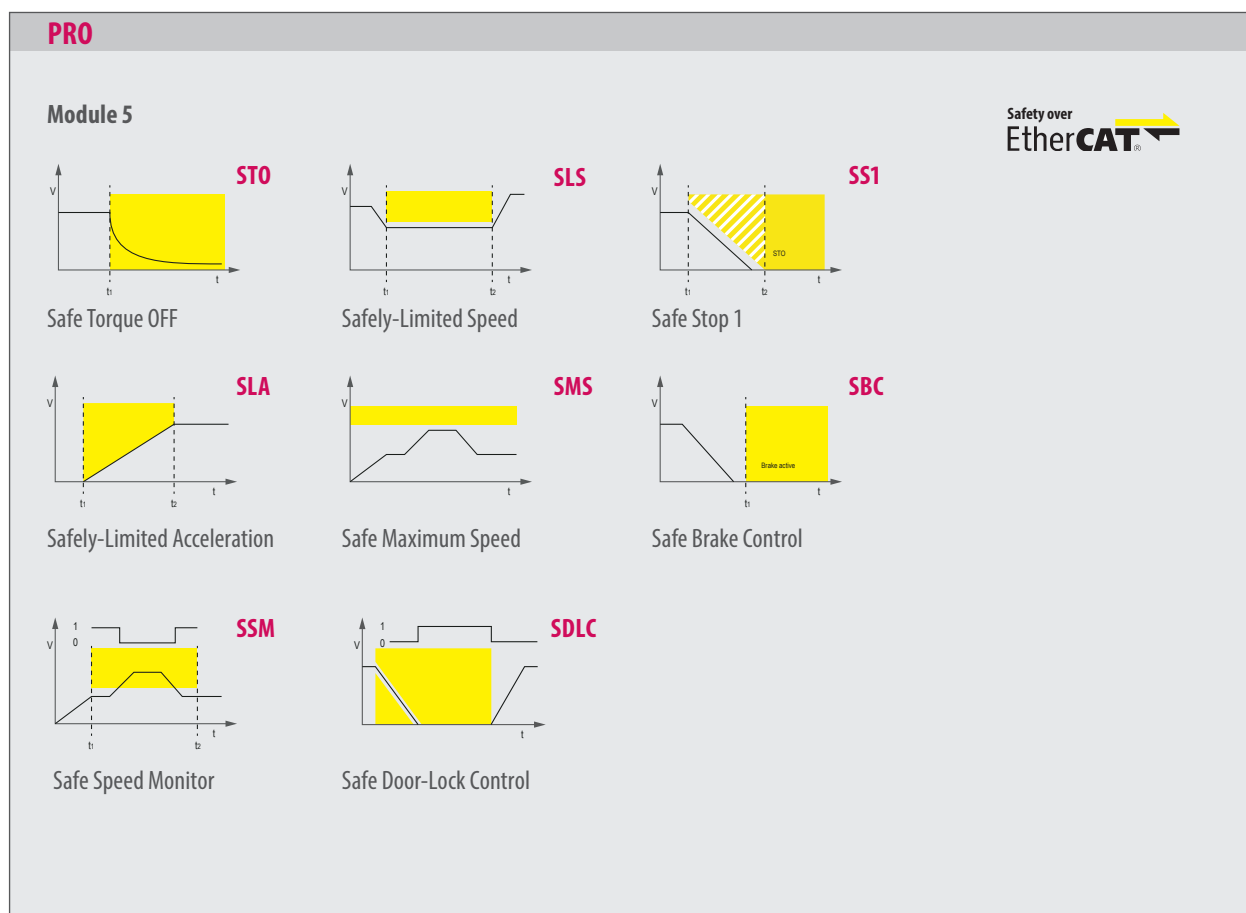 PRO
Module 5
Safety over
EtherCAT®
STO
V
t
t1
Safe Torque OFF
SLS
V
t
t1
t2
Safely-Limited Speed
SS1
V
STO
t
t1
t2
Safe Stop 1
SLA
V
t
t1
t2
Safely-Limited Acceleration
SMS
V
t
Safe Maximum Speed
SBC
V
Brake active
t
t1
Safe Brake Control
SSM
1
0
V
t
t1
t2
Safe Speed Monitor
SDLC
1
0
V
t
Safe Door-Lock Control